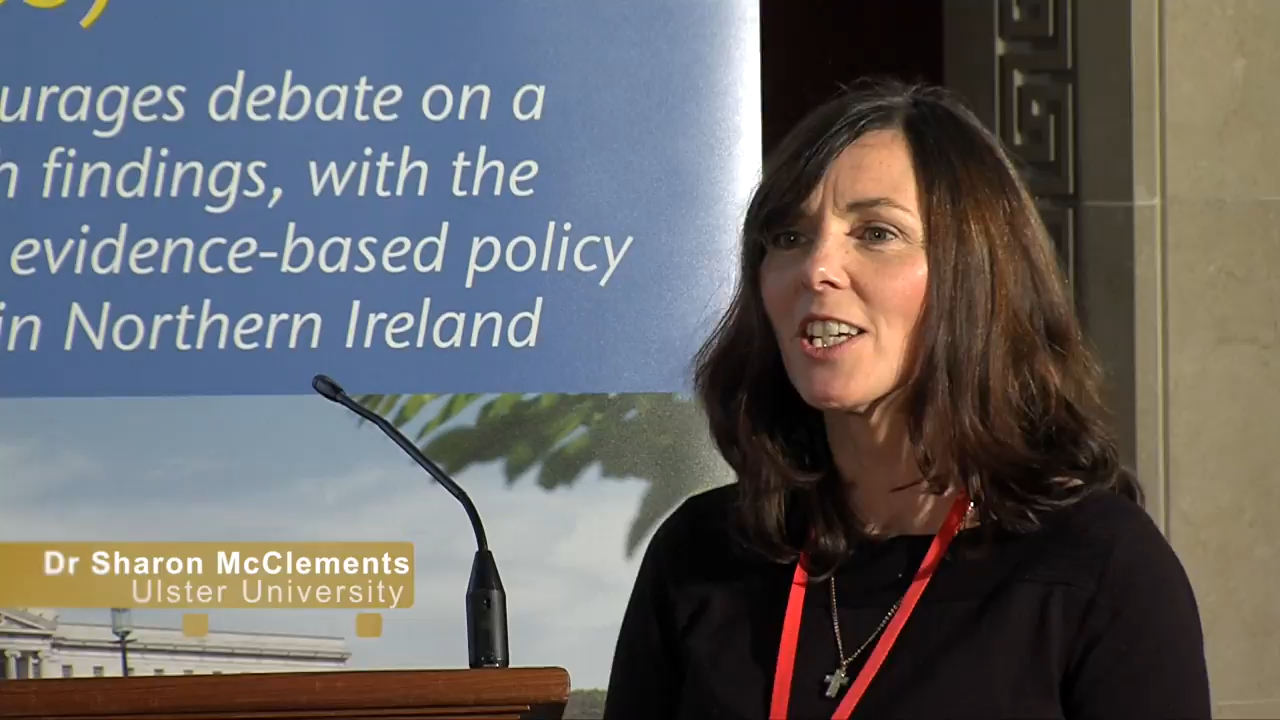 urages debate on a
h findings, with the
evidence-based policy
in Northern Ireland
Dr Sharon McClements
Ulster University